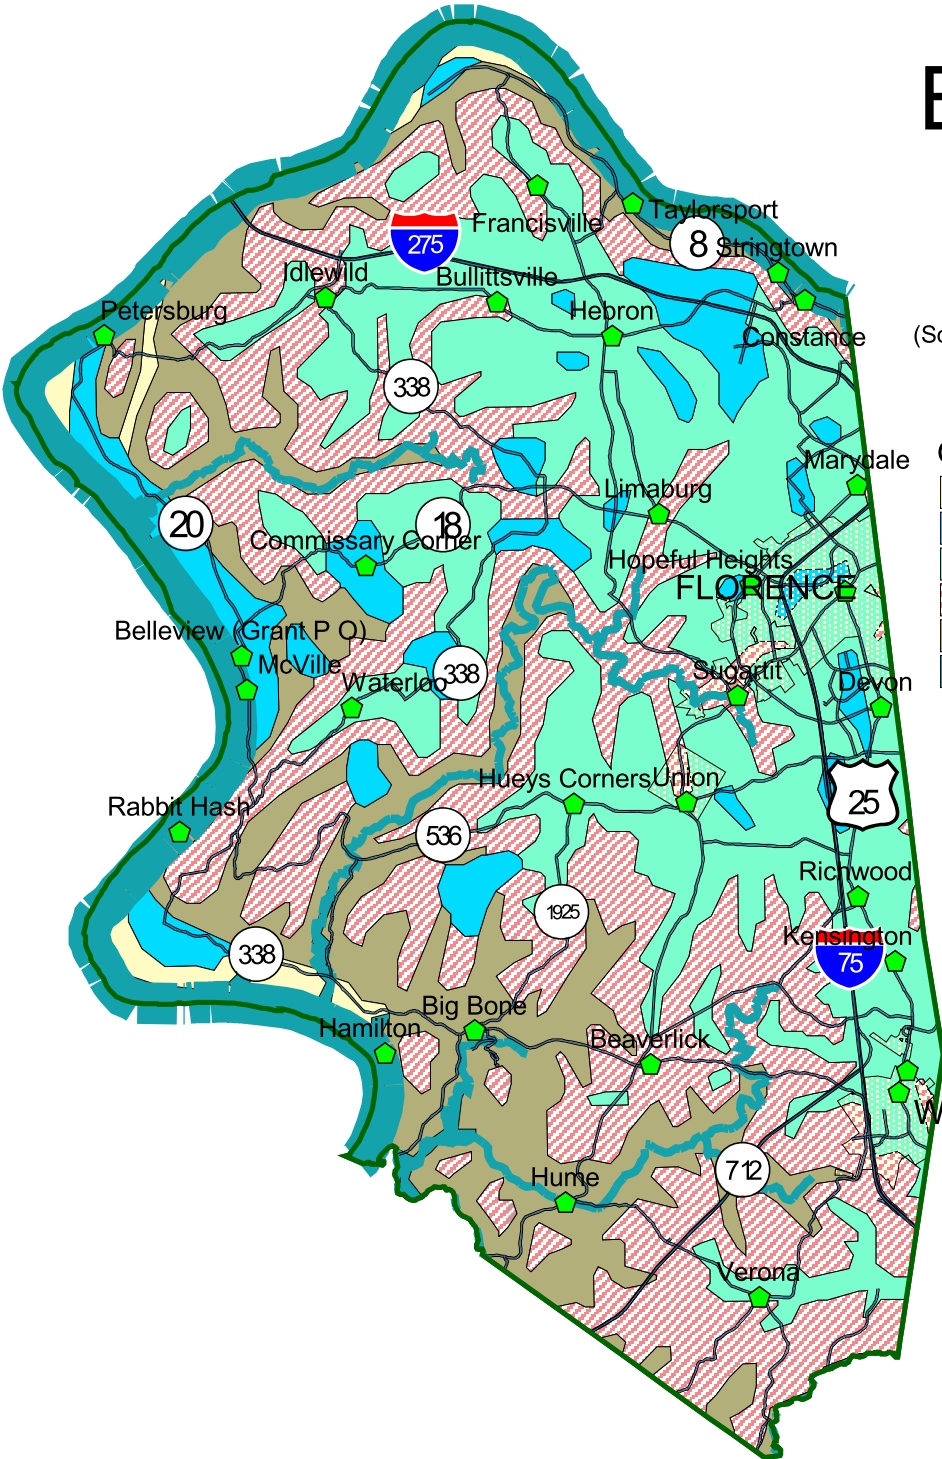 E
Taylorsport
Francisville
8
Stringtown
275
Idlewild
Bullittsville
Petersburg
Hebron
Constance
(So
338
Marydale
Limaburg
20
18
Commissary Corner
Hopeful Heights
FLORENCE
Belleview (Grant P O)
McVille
Waterloo
338
Sugartit
Devon
Hueys Corners
Union
Rabbit Hash
25
536
Richwood
1925
Kensington
338
75
Big Bone
Hamilton
Beaverlick
W
712
Hume
Verona